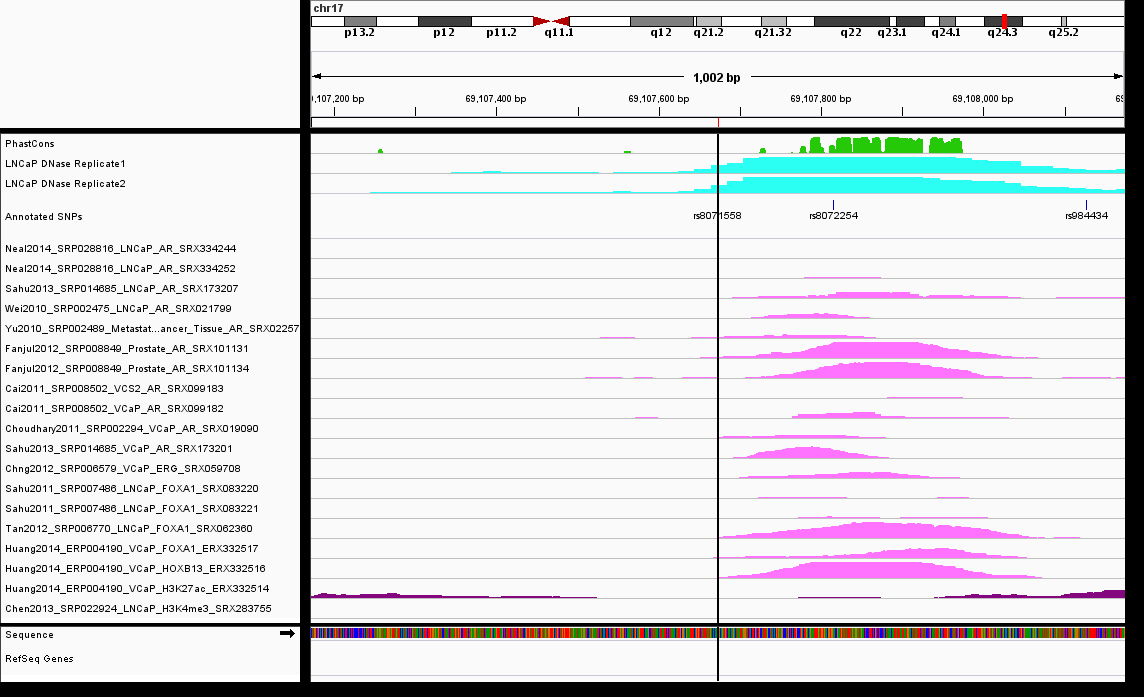 chr17
p13.2 p12 p11.2 q11.1 q12 q21.2 q21.32 q22 q23.1 q24.1 q24.3 q25.2
1,002 bp
,107,200 bp 69,107,400 bp 69,107,600 bp 69,107,800 bp 69,108,000 bp 69
PhastCons
LNCaP DNase Replicate1
LNCaP DNase Replicate2
Annotated SNPs rs8071558 rs8072254 rs984434
Neal2014_SRP028816_LNCaP_AR_SRX334244
Neal2014_SRP028816_LNCaP_AR_SRX334252
Sahu2013_SRP014685_LNCaP_AR_SRX173207
Wei2010_SRP002475_LNCaP_AR_SRX021799
Yu2010_SRP002489_Metastat...ancer_Tissue_AR_SRX02257
Fanjul2012_SRP008849_Prostate_AR_SRX101131
Fanjul2012_SRP008849_Prostate_AR_SRX101134
Cai2011_SRP008502_VCS2_AR_SRX099183
Cai2011_SRP008502_VCaP_AR_SRX099182
Choudhary2011_SRP002294_VCaP_AR_SRX019090
Sahu2013_SRP014685_VCaP_AR_SRX173201
Chng2012_SRP006579_VCaP_ERG_SRX059708
Sahu2011_SRP007486_LNCaP_FOXA1_SRX083220
Sahu2011_SRP007486_LNCaP_FOXA1_SRX083221
Tan2012_SRP006770_LNCaP_FOXA1_SRX062360
Huang2014_ERP004190_VCaP_FOXA1_ERX332517
Huang2014_ERP004190_VCaP_HOXB13_ERX332516
Huang2014_ERP004190_VCaP_H3K27ac_ERX332514
Chen2013_SRP022924_LNCaP_H3K4me3_SRX283755
Sequence
RefSeq Genes